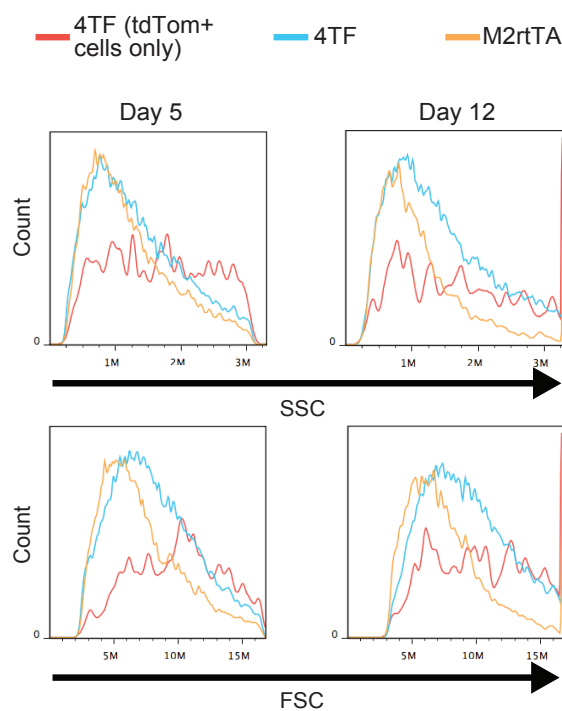 4TF (tdTom+ cells only)
4TF
M2rtTA
Day 5
Day 12
Count
0
1M 2M 3M
1M 2M 3M
SSC
Count
0
0
5M 10M 15M
5M 10M 15M
FSC